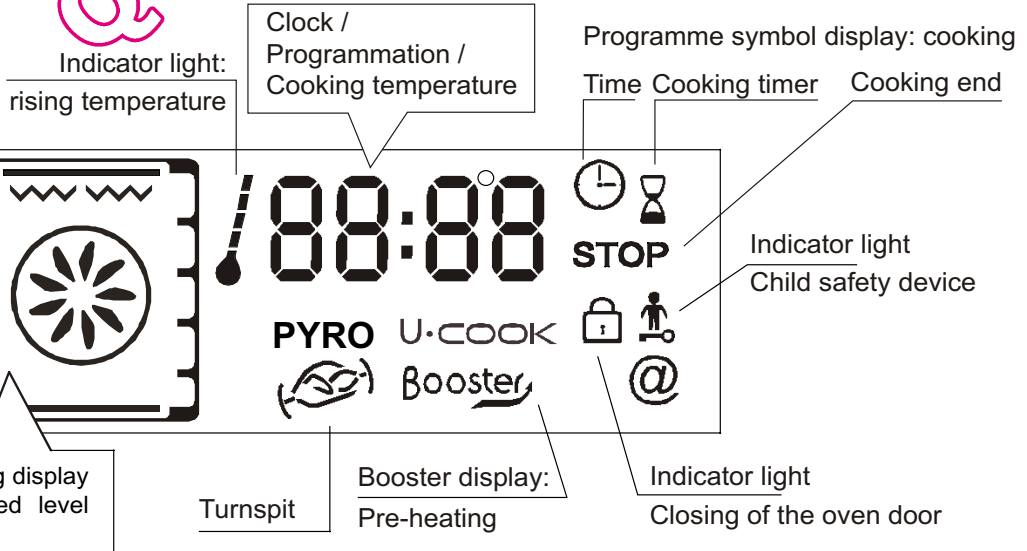 Clock /
Programmation /
Cooking temperature
Indicator light:
rising temperature
Programme symbol display: cooking
Time Cooking timer
Cooking end
88:88
STOP
Indicator light
Child safety device
PYRO U·COOK
Booster @
display
level
Turnspit
Booster display:
Pre-heating
Indicator light
Closing of the oven door